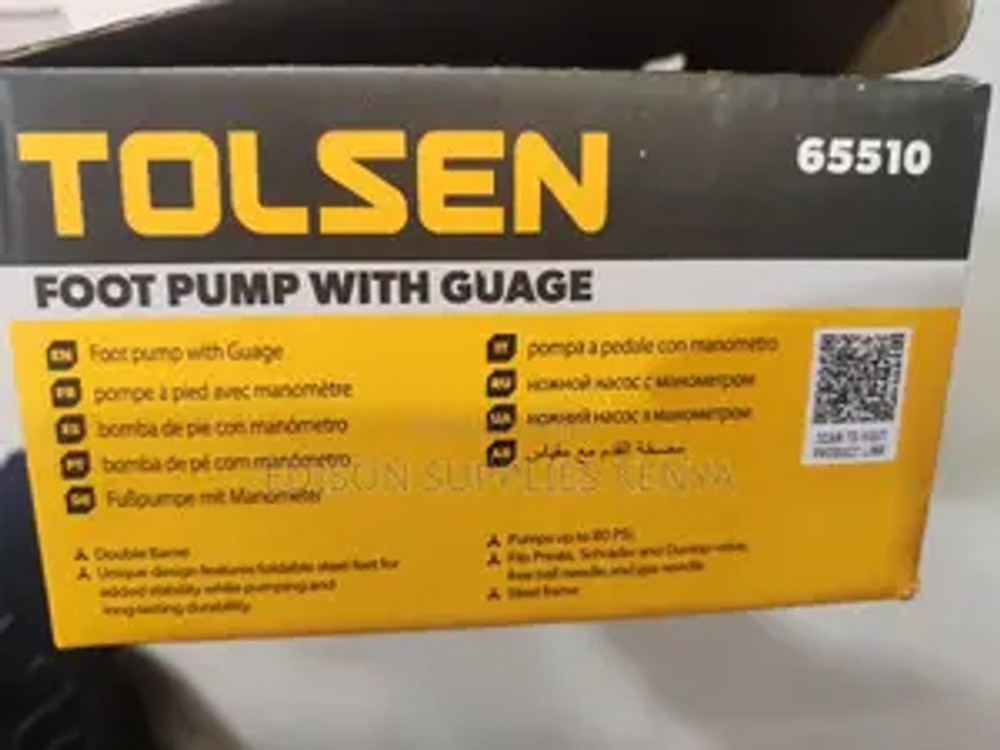 TOLSEN
65510
FOOT PUMP WITH GUAGE
EN Foot pump with Guage
FR pompe à pied avec manomètre
ES bomba de pie con manómetro
PT bomba de pé com manómetro
Fußpumpe mit Manometer
IT pompa a pedale con manometro
RU ножной насос с манометром
UA ножний насос з манометром
AR مضخة القدم مع مقياس
SCAN TO VISIT
PRODUCT LINK
EDISON SUPPLIES KENYA
Double Barrel
Unique design features foldable steel feet for
added stability while pumping and
long lasting durability.
Pumps up to 80 PSI,
Fits Presta, Schrader and Dunlop valve,
free ball needle and gas needle
Steel frame